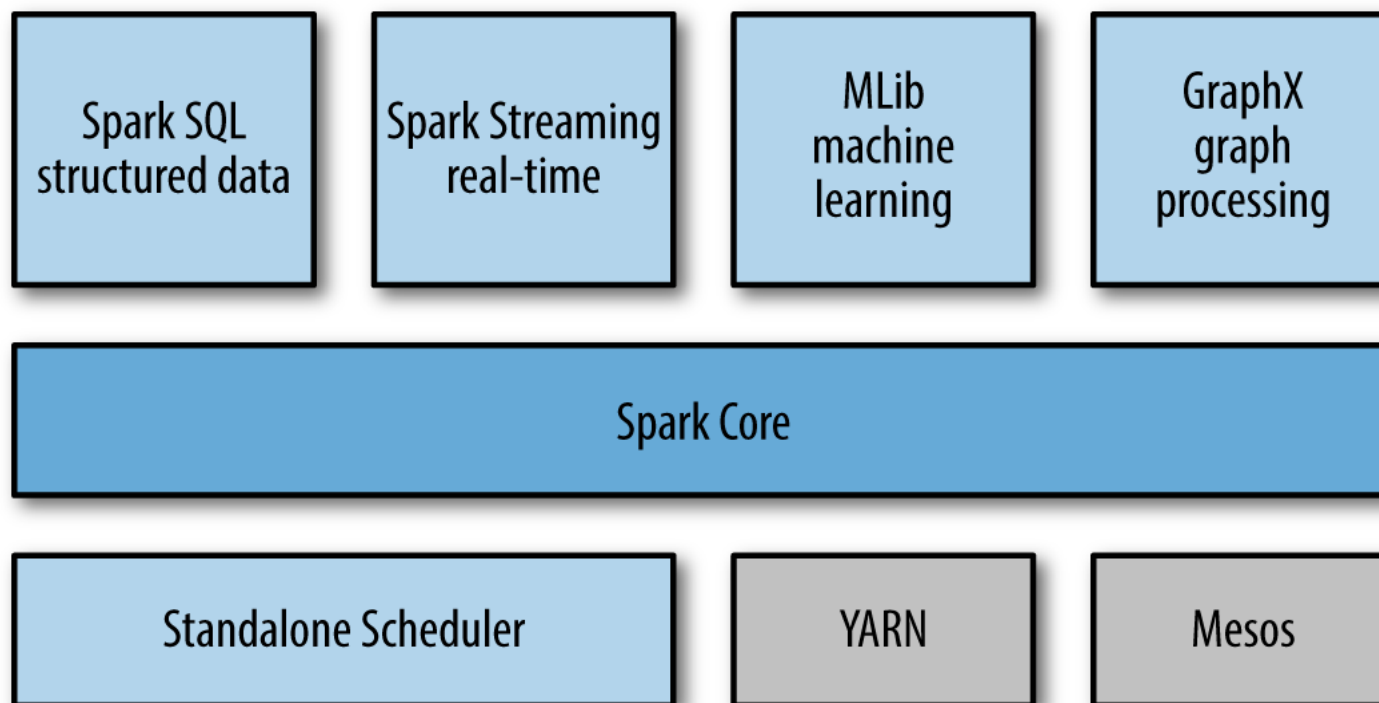 Spark SQL
structured data
Spark Streaming
real-time
MLib
machine
learning
GraphX
graph
processing
Spark Core
Standalone Scheduler
YARN
Mesos